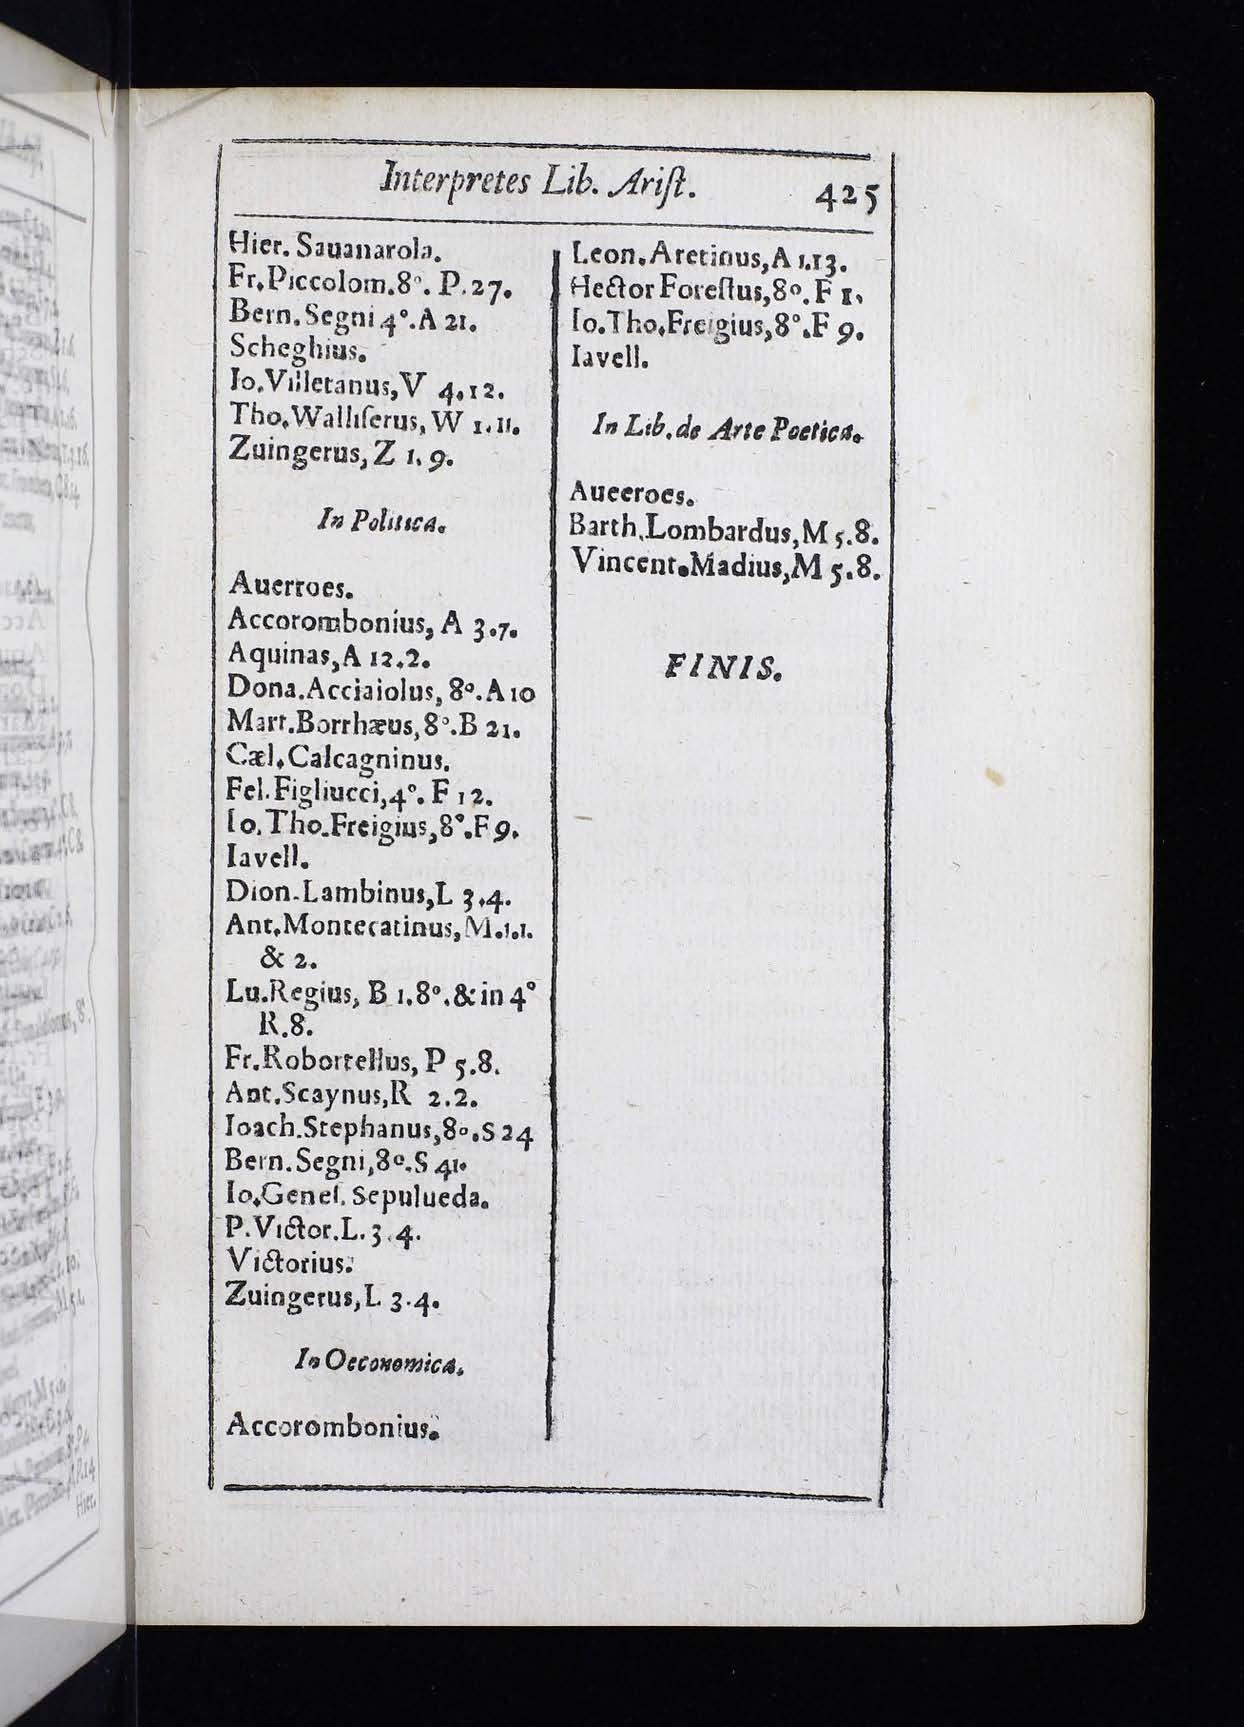 Interpretes Lib. Arist. 425
Hier. Sauanarola.
Fr. Piccolom. 8°. P. 27.
Bern. Segni 4°. A 21.
Scheghius.
Io. Villetanus, V 4. 12.
Tho. Walliſerus, W 1. 11.
Zuingerus, Z 1. 9.
In Politica.
Auerroes.
Accorombonius, A 3. 7.
Aquinas, A 12. 2.
Dona. Acciaiolus, 8°. A 10
Mart. Borrhæus, 8°. B 21.
Cæl. Calcagninus.
Fel. Figliucci, 4°. F 12.
Io. Tho. Freigius, 8°. F 9.
Iavell.
Dion. Lambinus, L 3. 4.
Ant. Montecatinus, M. 1. 1.
& 2.
Lu. Regius, B 1. 8°. & in 4°
R. 8.
Fr. Robortellus, P 5. 8.
Ant. Scaynus, R 2. 2.
Ioach. Stephanus, 8°. S 24
Bern. Segni, 8°. S 41.
Io. Geneſ. Sepulueda.
P. Victor. L. 3. 4.
Victorius.
Zuingerus, L 3. 4.
In Oeconomica.
Accorombonius.
Leon. Aretinus, A 1. 13.
Hector Foreſtus, 8°. F 1.
Io. Tho. Freigius, 8°. F 9.
Iavell.
In Lib. de Arte Poetica.
Aueeroes.
Barth. Lombardus, M 5. 8.
Vincent. Madius, M 5. 8.
FINIS.
Hier.